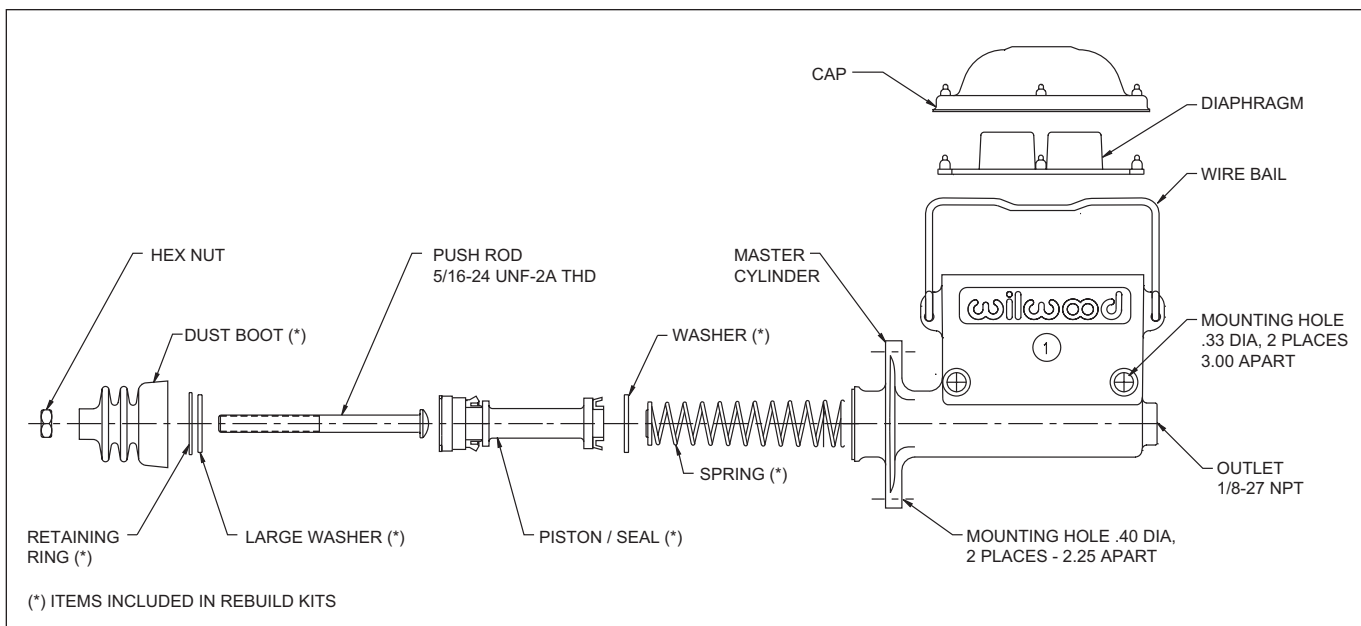 CAP
DIAPHRAGM
WIRE BAIL
HEX NUT
PUSH ROD
5/16-24 UNF-2A THD
MASTER
CYLINDER
wilwood
DUST BOOT (*)
WASHER (*)
1
MOUNTING HOLE
.33 DIA, 2 PLACES
3.00 APART
SPRING (*)
OUTLET
1/8-27 NPT
RETAINING
RING (*)
LARGE WASHER (*)
PISTON / SEAL (*)
MOUNTING HOLE .40 DIA,
2 PLACES - 2.25 APART
(*) ITEMS INCLUDED IN REBUILD KITS